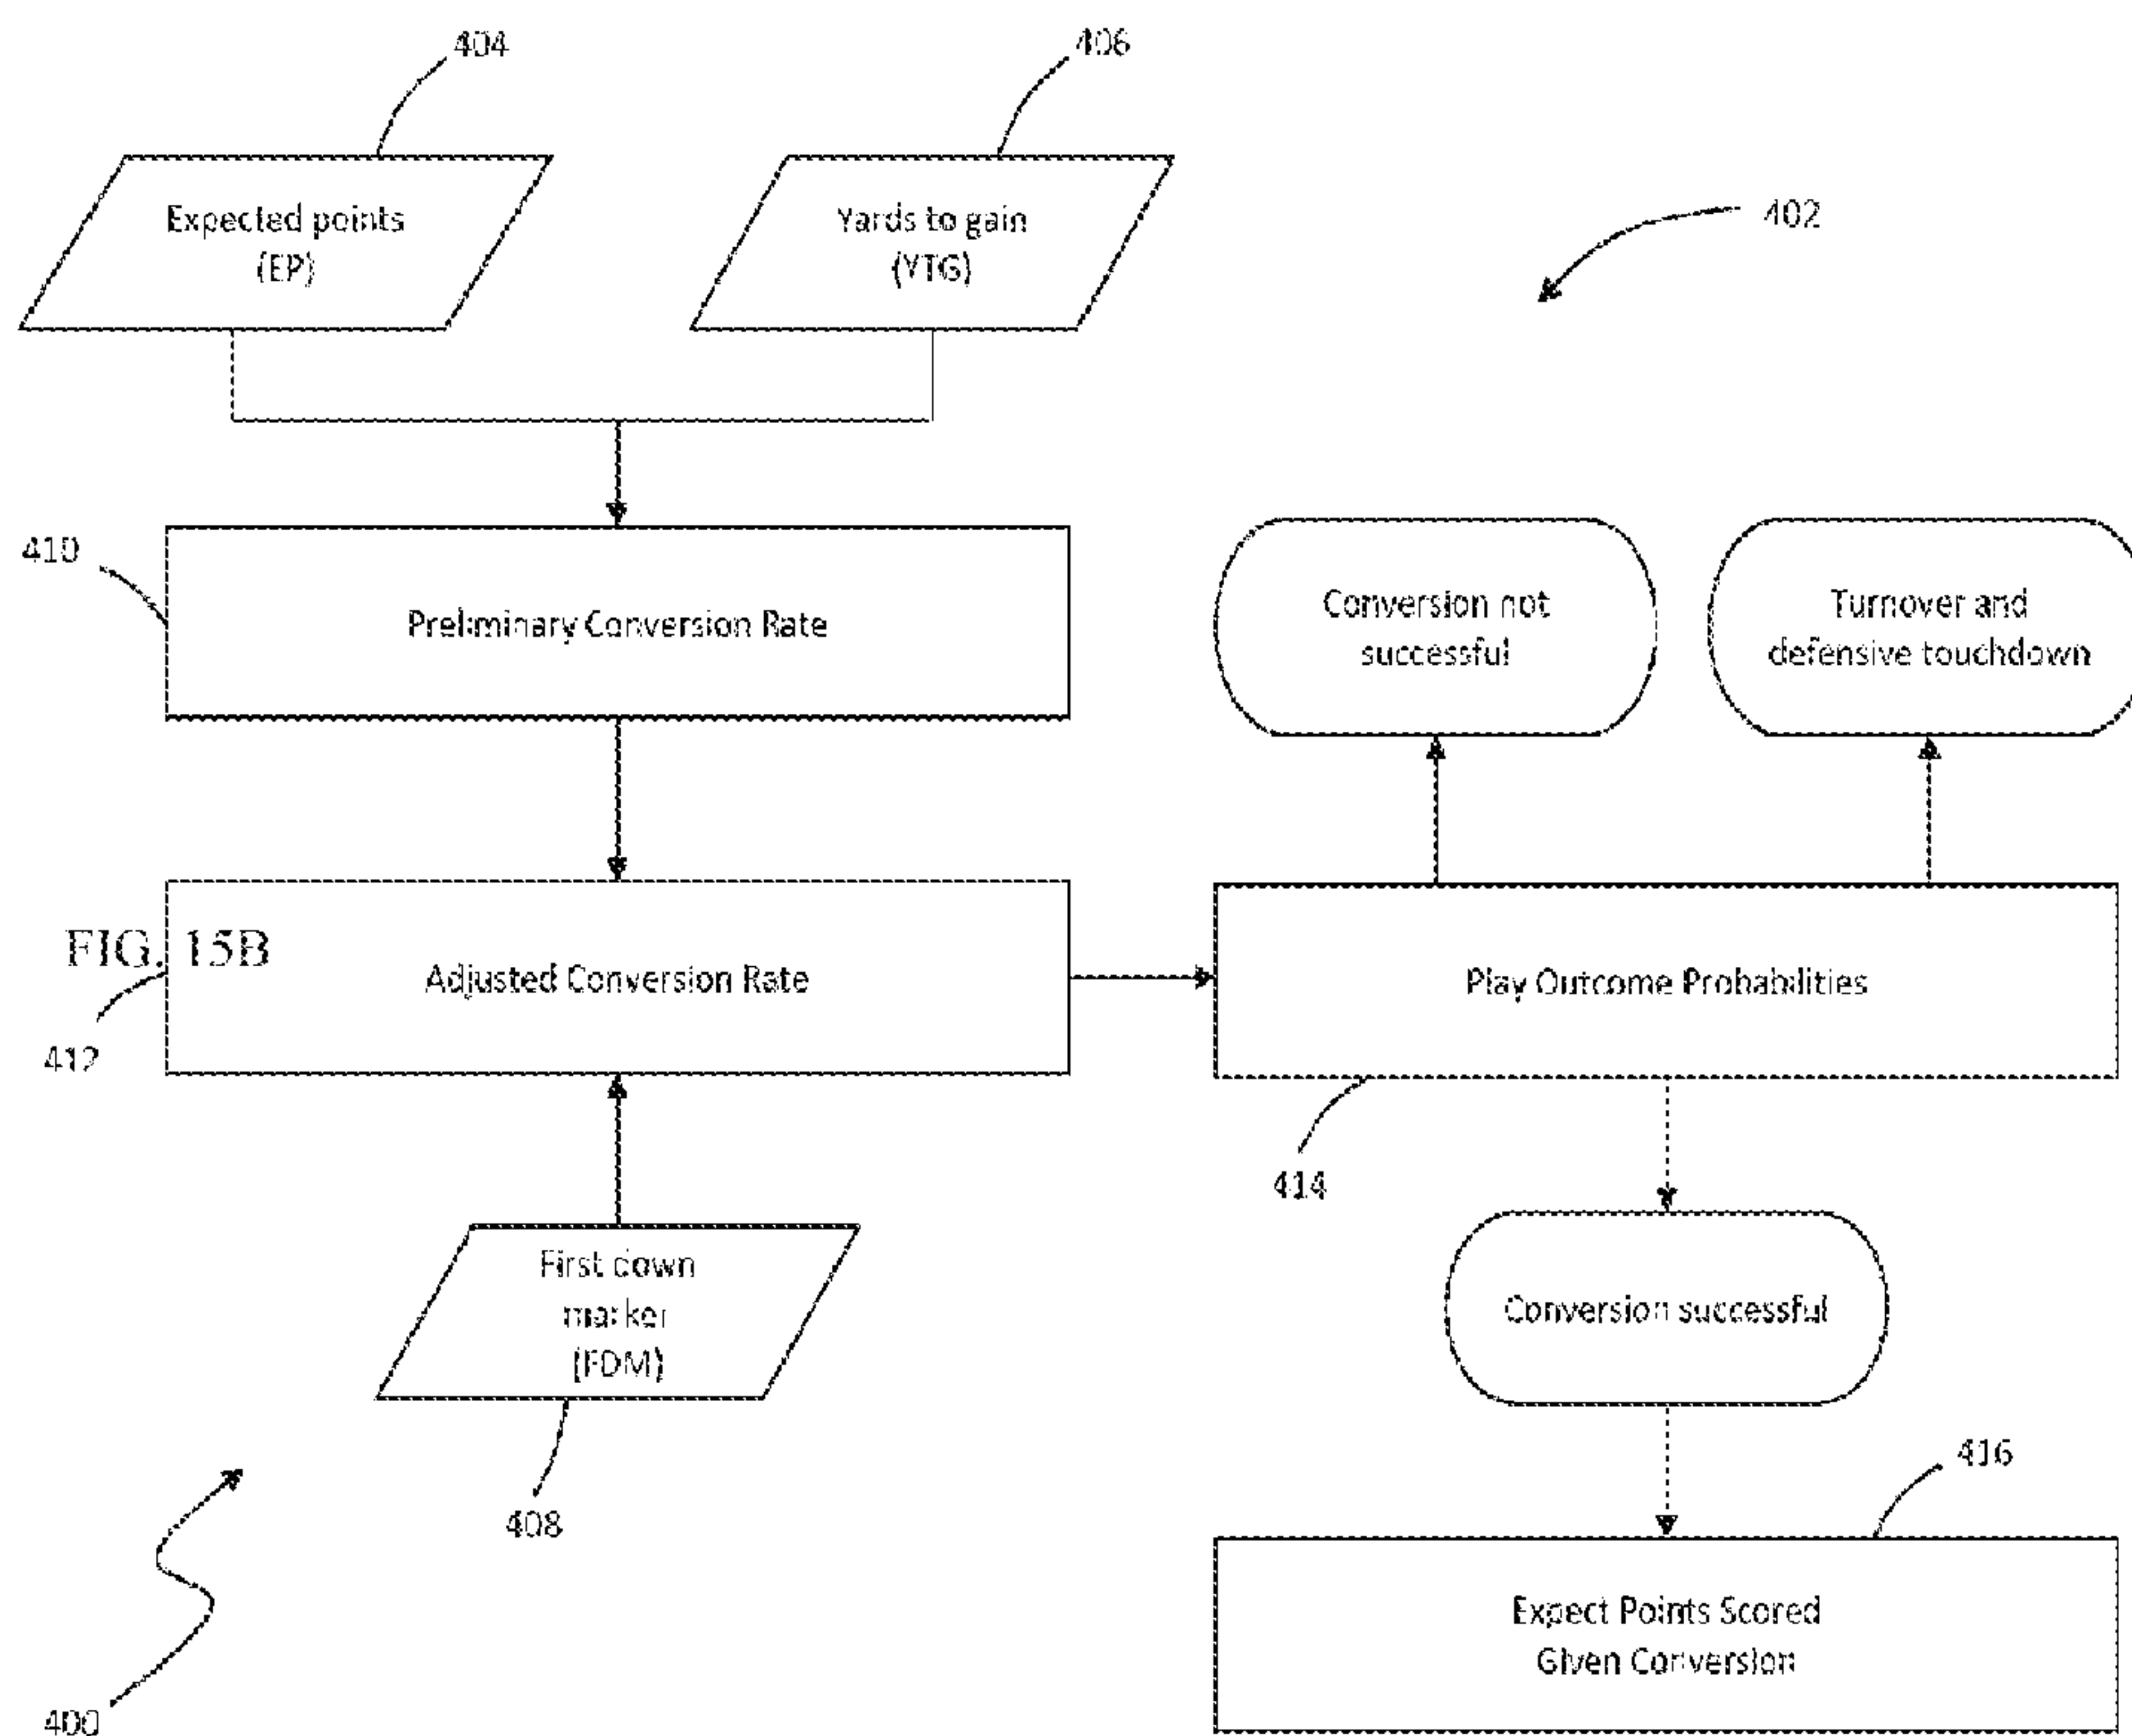 404
406
Expected points
(EP)
Yards to gain
(YTG)
402
410
Preliminary Conversion Rate
Conversion not
successful
Turnover and
defensive touchdown
FIG. 15B
412
Adjusted Conversion Rate
Play Outcome Probabilities
414
First down
marker
(FDM)
408
Conversion successful
416
Expect Points Scored
Given Conversion
400